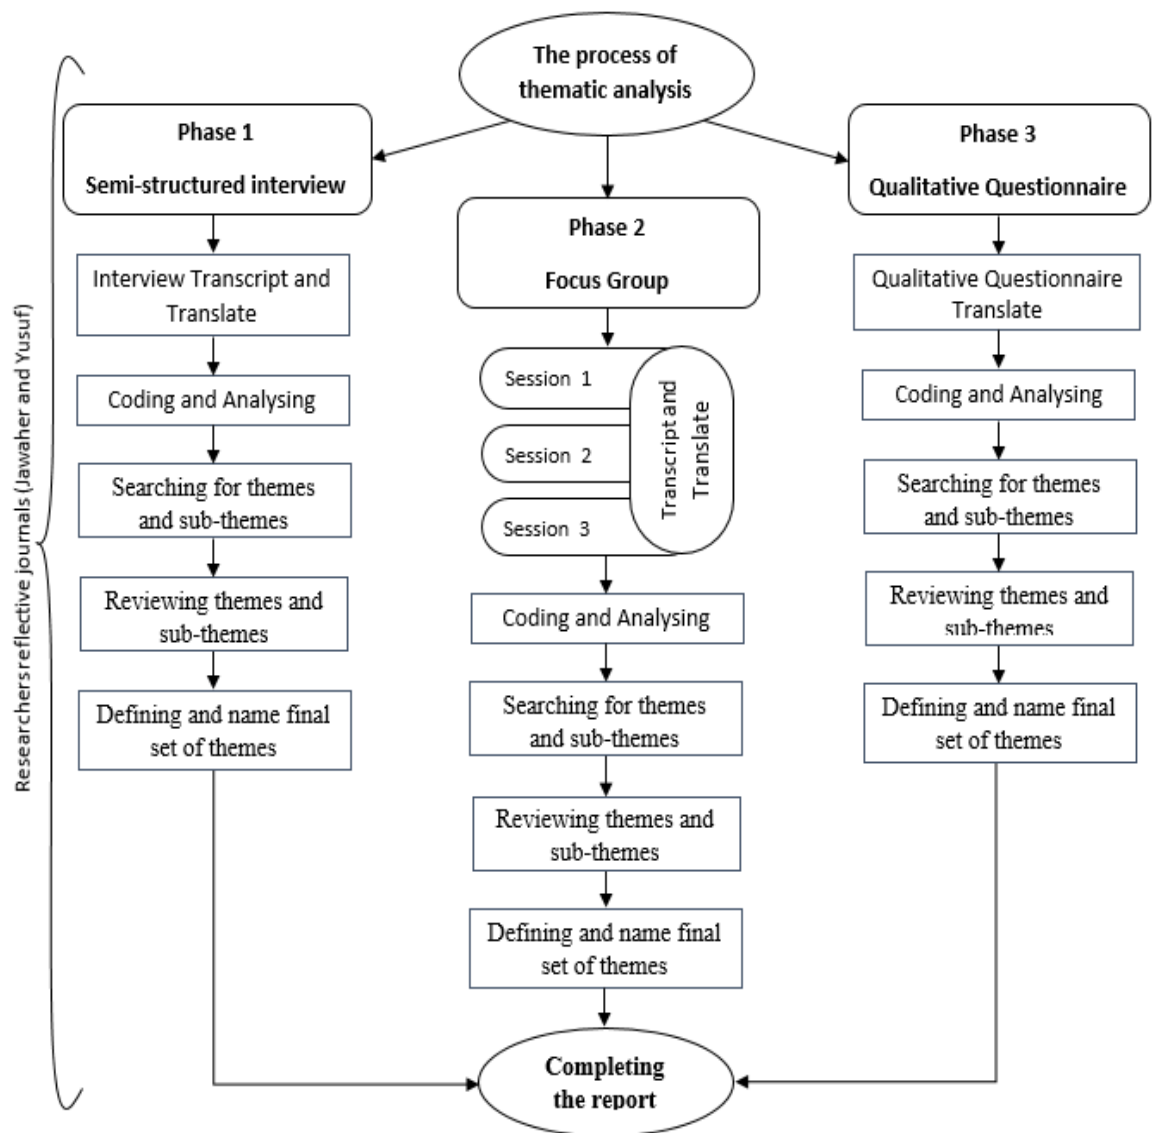 The process of
thematic analysis
Researchers reflective journals (Jawaher and Yusuf)
Phase 1
Semi-structured interview
Interview Transcript and
Translate
Coding and Analysing
Searching for themes
and sub-themes
Reviewing themes and
sub-themes
Defining and name final
set of themes
Phase 2
Focus Group
Session 1
Session 2
Session 3
Transcript and
Translate
Coding and Analysing
Searching for themes
and sub-themes
Reviewing themes and
sub-themes
Defining and name final
set of themes
Phase 3
Qualitative Questionnaire
Qualitative Questionnaire
Translate
Coding and Analysing
Searching for themes
and sub-themes
Reviewing themes and
sub-themes
Defining and name final
set of themes
Completing
the report